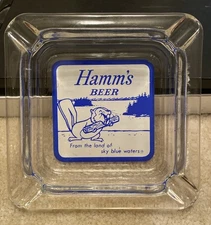 Hamm's
BEER
From the land of
sky blue waters